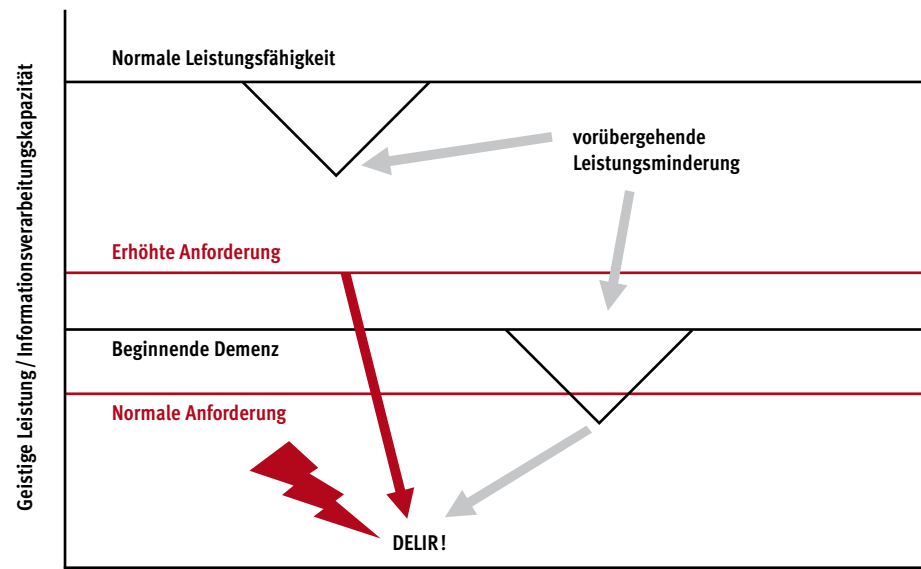 Geistige Leistung / Informationsverarbeitungskapazität
Normale Leistungsfähigkeit
vorübergehende
Leistungsminderung
Erhöhte Anforderung
Beginnende Demenz
Normale Anforderung
DELIR!